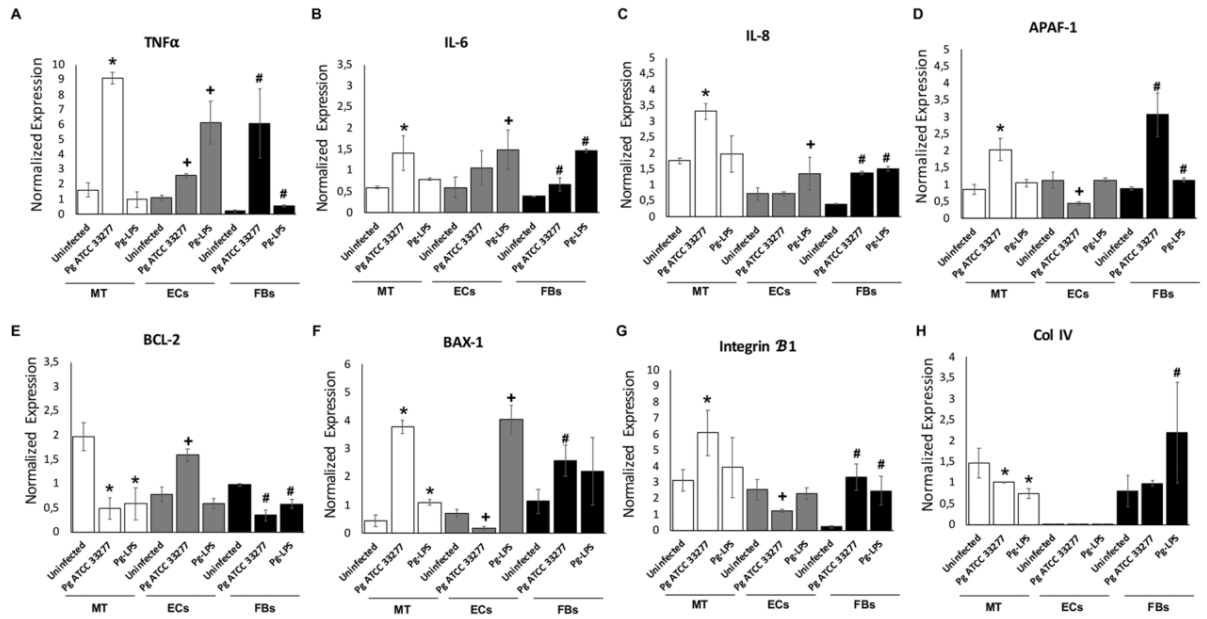 A
TNFα
Normalized Expression
10
9
8
7
6
5
4
3
2
1
0
*
+
+
#
#
Uninfected
Pg ATCC 33277
Pg-LPS
Uninfected
Pg ATCC 33277
Pg-LPS
Uninfected
Pg ATCC 33277
Pg-LPS
MT ECs FBs
B
IL-6
Normalized Expression
3,5
3
2,5
2
1,5
1
0,5
0
*
+
#
#
Uninfected
Pg ATCC 33277
Pg-LPS
Uninfected
Pg ATCC 33277
Pg-LPS
Uninfected
Pg ATCC 33277
Pg-LPS
MT ECs FBs
C
IL-8
Normalized Expression
5
4,5
4
3,5
3
2,5
2
1,5
1
0,5
0
*
+
#
#
Uninfected
Pg ATCC 33277
Pg-LPS
Uninfected
Pg ATCC 33277
Pg-LPS
Uninfected
Pg ATCC 33277
Pg-LPS
MT ECs FBs
D
APAF-1
Normalized Expression
5
4,5
4
3,5
3
2,5
2
1,5
1
0,5
0
*
+
#
#
Uninfected
Pg ATCC 33277
Pg-LPS
Uninfected
Pg ATCC 33277
Pg-LPS
Uninfected
Pg ATCC 33277
Pg-LPS
MT ECs FBs
E
BCL-2
Normalized Expression
3,5
3
2,5
2
1,5
1
0,5
0
*
*
+
#
#
Uninfected
Pg ATCC 33277
Pg-LPS
Uninfected
Pg ATCC 33277
Pg-LPS
Uninfected
Pg ATCC 33277
Pg-LPS
MT ECs FBs
F
BAX-1
Normalized Expression
6
5
4
3
2
1
0
*
*
+
+
#
Uninfected
Pg ATCC 33277
Pg-LPS
Uninfected
Pg ATCC 33277
Pg-LPS
Uninfected
Pg ATCC 33277
Pg-LPS
MT ECs FBs
G
Integrin ℬ1
Normalized Expression
10
9
8
7
6
5
4
3
2
1
0
*
+
#
#
Uninfected
Pg ATCC 33277
Pg-LPS
Uninfected
Pg ATCC 33277
Pg-LPS
Uninfected
Pg ATCC 33277
Pg-LPS
MT ECs FBs
H
Col IV
Normalized Expression
4
3,5
3
2,5
2
1,5
1
0,5
0
*
*
#
Uninfected
Pg ATCC 33277
Pg-LPS
Uninfected
Pg ATCC 33277
Pg-LPS
Uninfected
Pg ATCC 33277
Pg-LPS
MT ECs FBs